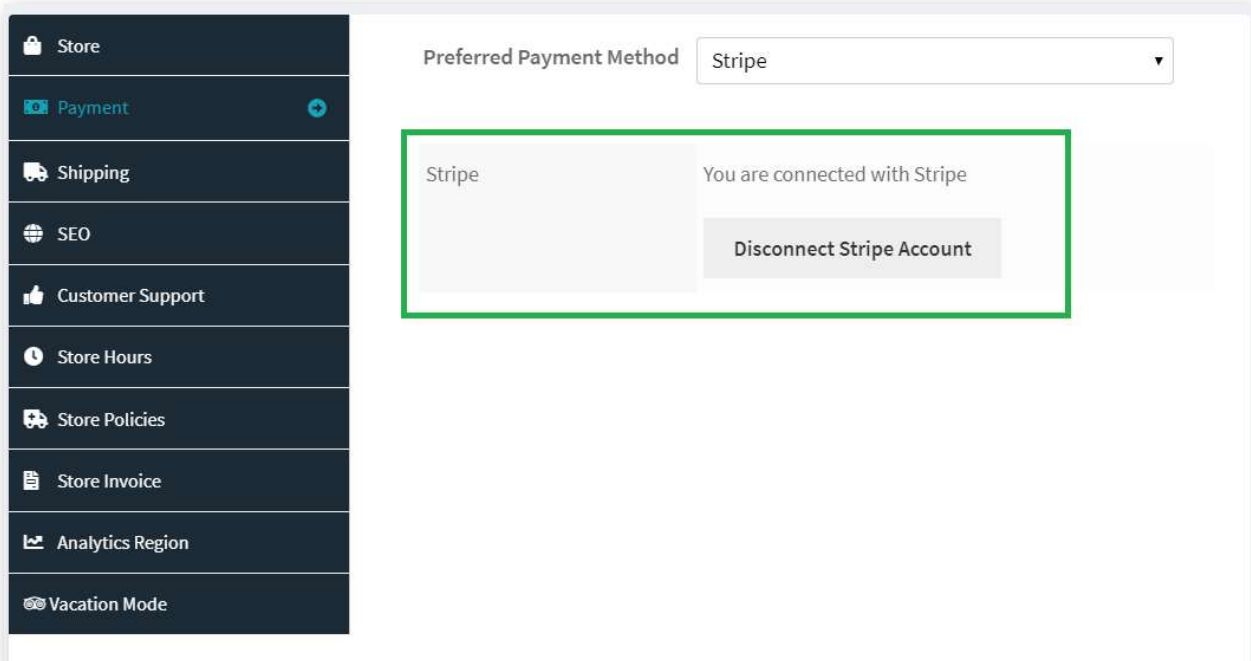 Store
Payment
Shipping
SEO
Customer Support
Store Hours
Store Policies
Store Invoice
Analytics Region
Vacation Mode
Preferred Payment Method
Stripe
Stripe
You are connected with Stripe
Disconnect Stripe Account